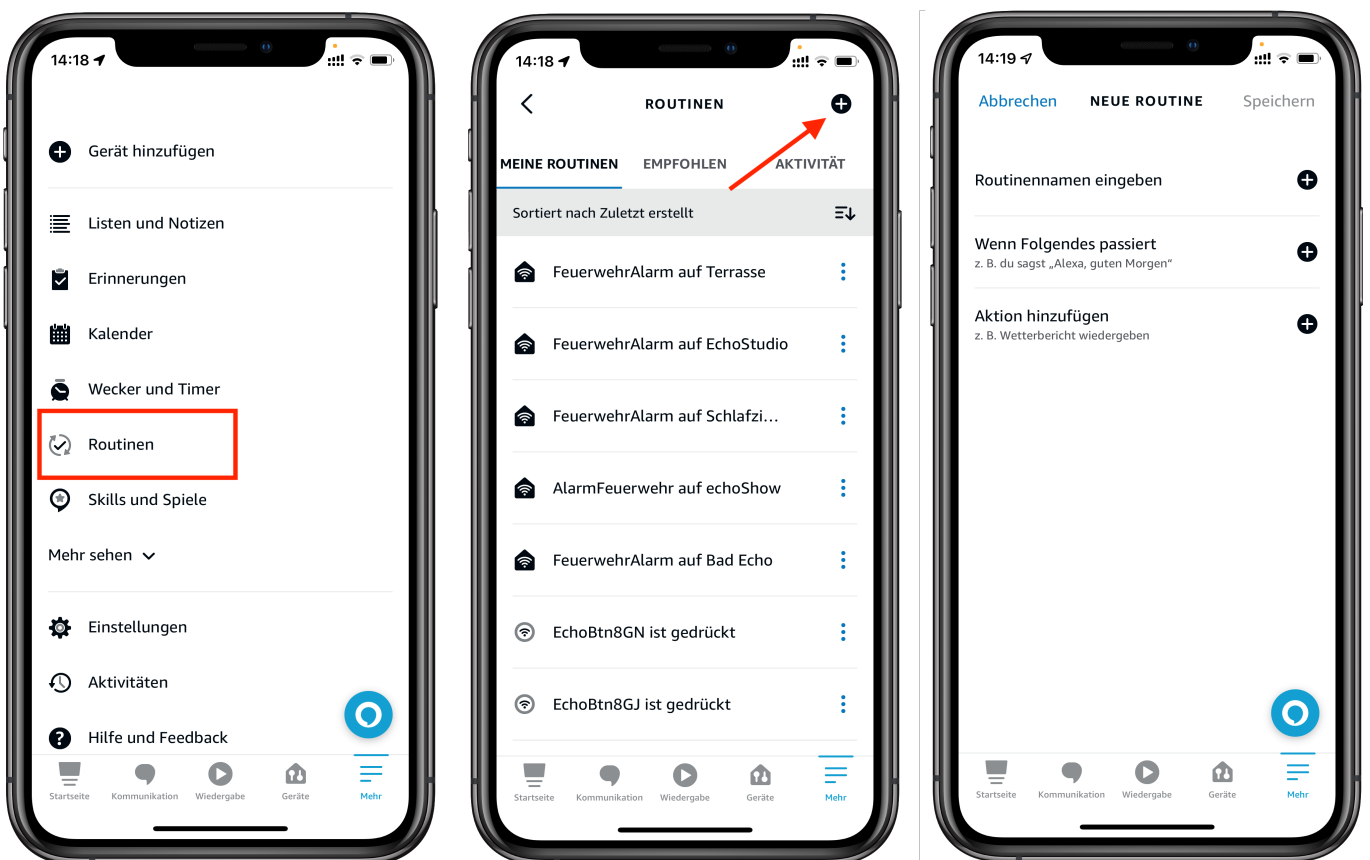 14:18
Gerät hinzufügen
Listen und Notizen
Erinnerungen
Kalender
Wecker und Timer
Routinen
Skills und Spiele
Mehr sehen
Einstellungen
Aktivitäten
Hilfe und Feedback
Startseite Kommunikation Wiedergabe Geräte Mehr
14:18
ROUTINEN
MEINE ROUTINEN EMPFOHLEN AKTIVITÄT
Sortiert nach Zuletzt erstellt
FeuerwehrAlarm auf Terrasse
FeuerwehrAlarm auf EchoStudio
FeuerwehrAlarm auf Schlafzi...
AlarmFeuerwehr auf echoShow
FeuerwehrAlarm auf Bad Echo
EchoBtn8GN ist gedrückt
EchoBtn8GJ ist gedrückt
Startseite Kommunikation Wiedergabe Geräte Mehr
14:19
Abbrechen NEUE ROUTINE Speichern
Routinennamen eingeben
Wenn Folgendes passiert
z. B. du sagst „Alexa, guten Morgen“
Aktion hinzufügen
z. B. Wetterbericht wiedergeben
Startseite Kommunikation Wiedergabe Geräte Mehr